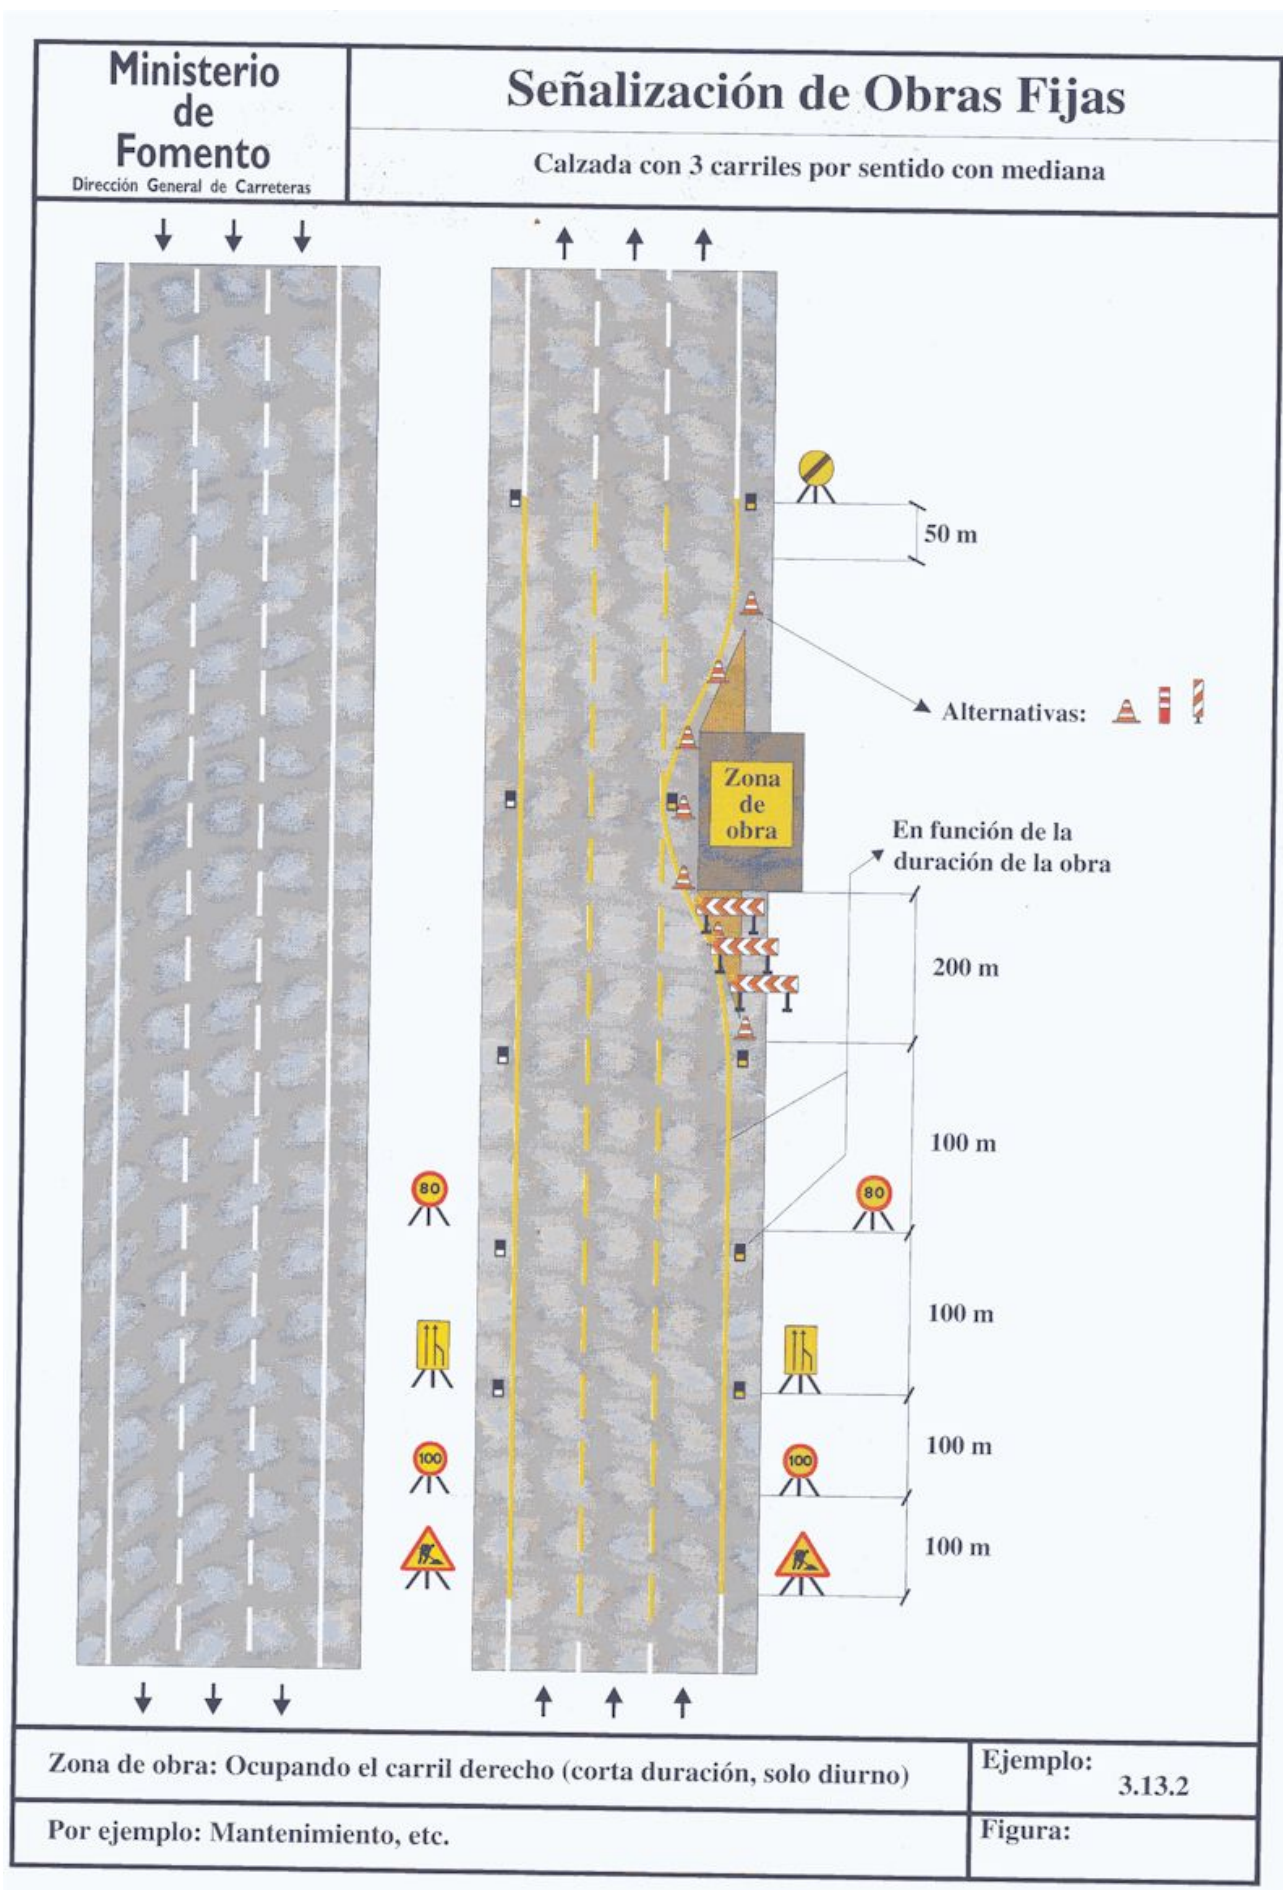 Ministerio
de
Fomento
Dirección General de Carreteras
Señalización de Obras Fijas
Calzada con 3 carriles por sentido con mediana
50 m
Alternativas:
Zona
de
obra
En función de la
duración de la obra
200 m
100 m
80
80
100 m
100 m
100
100
100 m
Zona de obra: Ocupando el carril derecho (corta duración, solo diurno)
Ejemplo:
3.13.2
Por ejemplo: Mantenimiento, etc.
Figura: